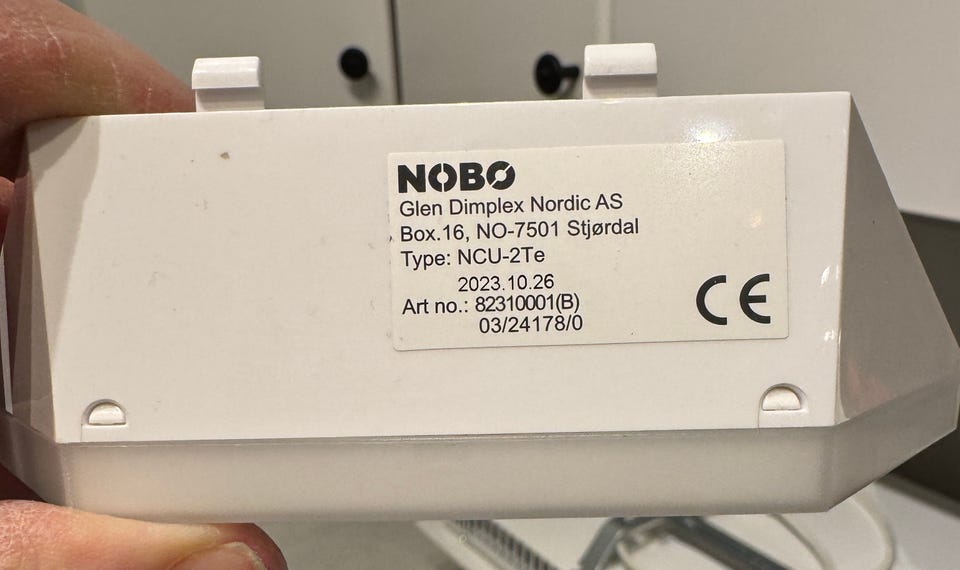 NOBØ
Glen Dimplex Nordic AS
Box.16, NO-7501 Stjørdal
Type: NCU-2Te
2023.10.26
Art no.: 82310001(B)
03/24178/0
CE